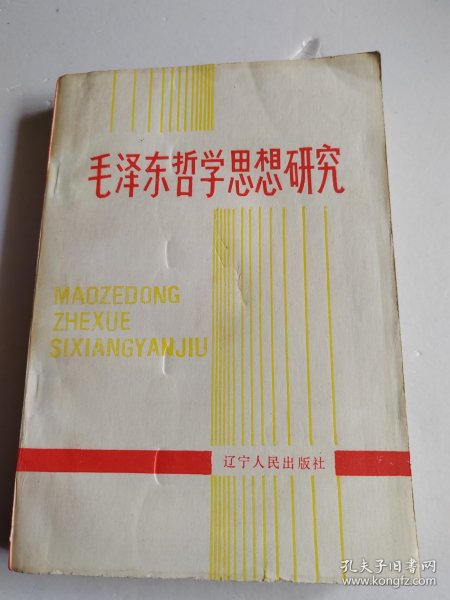 毛泽东哲学思想研究
MAOZEDONG
ZHEXUE
SIXIANGYANJIU
辽宁人民出版社
孔夫子旧书网
www.kongfz.com